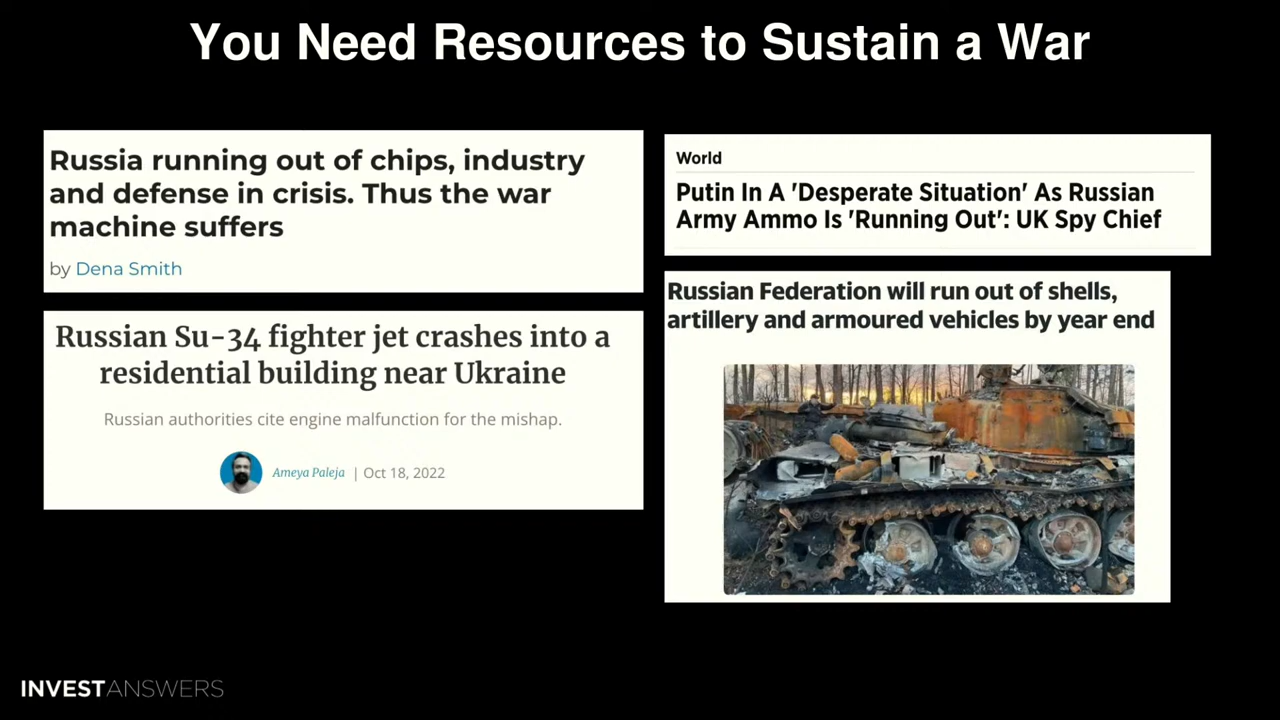 You Need Resources to Sustain a War
Russia running out of chips, industry
and defense in crisis. Thus the war
machine suffers
by Dena Smith
Russian Su-34 fighter jet crashes into a
residential building near Ukraine
Russian authorities cite engine malfunction for the mishap.
Ameya Paleja | Oct 18, 2022
World
Putin In A 'Desperate Situation' As Russian
Army Ammo Is 'Running Out': UK Spy Chief
Russian Federation will run out of shells,
artillery and armoured vehicles by year end
INVESTANSWERS